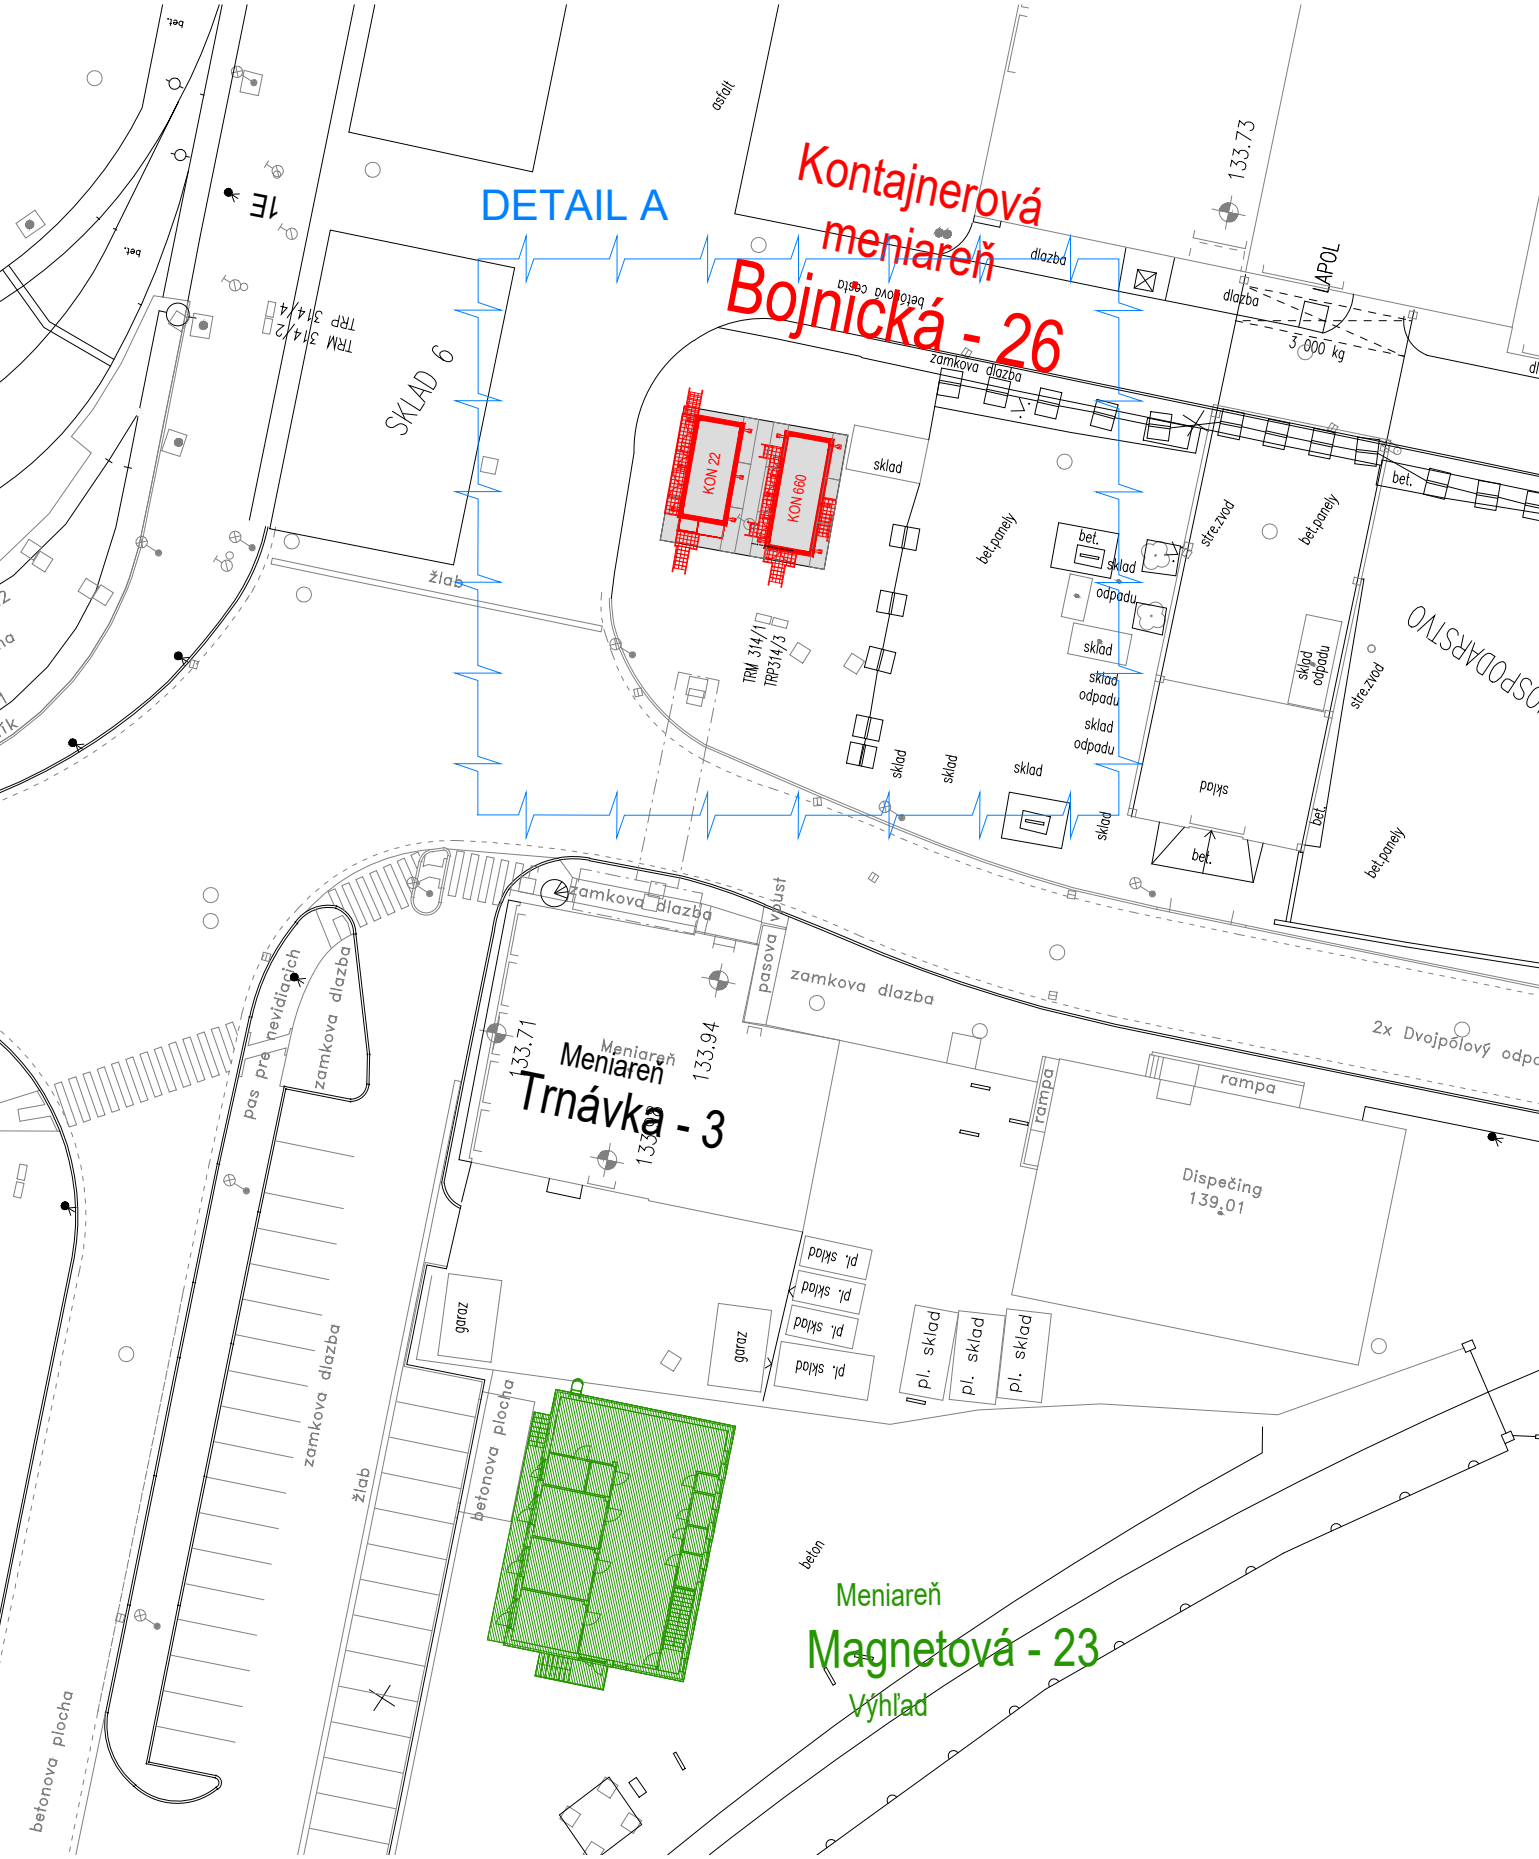 bet.
asfalt
133.73
Kontajnerová
meniareň
Bojnická - 26
DETAIL A
1E
bet.
dlazba
LAPOL
betonova cesta
dlazba
TRP 314/4
TRM 314/2
3 000 kg
SKLAD 6
zamkova dlazba
sklad
KON 22
KON 660
bet.
bet.panely
stre.zvod
bet.panely
bet.
sklad
odpadu
žlab
TRM 314/1
TRP314/3
sklad
sklad
odpadu
sklad
odpadu
sklad
odpadu
stre.zvod
sklad
sklad
sklad
sklad
sklad
bet.
bet.
bet.panely
zamkova dlazba
pasova vpust
zamkova dlazba
pas pre nevidiacich
zamkova dlazba
2x Dvojpólový
133.71
133.94
Meniareň
Meniareň
Trnávka - 3
rampa
rampa
Dispečing
139.01
pl. sklad
pl. sklad
pl. sklad
pl. sklad
garaz
garaz
pl. sklad
pl. sklad
pl. sklad
zamkova dlazba
betonova plocha
žlab
beton
Meniareň
Magnetová - 23
Výhľad
betonova plocha